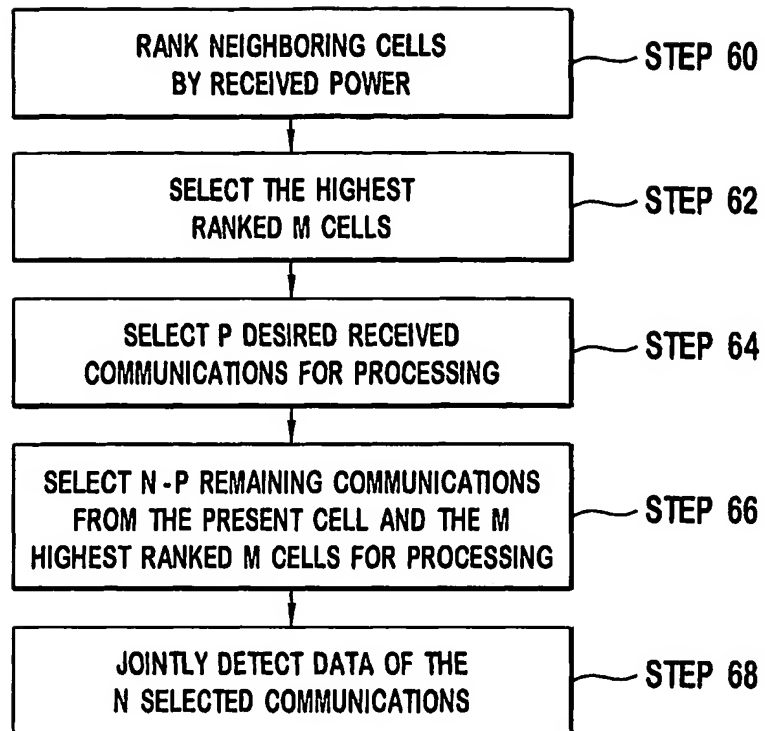 RANK NEIGHBORING CELLS
BY RECEIVED POWER
STEP 60
SELECT THE HIGHEST
RANKED M CELLS
STEP 62
SELECT P DESIRED RECEIVED
COMMUNICATIONS FOR PROCESSING
STEP 64
SELECT N-P REMAINING COMMUNICATIONS
FROM THE PRESENT CELL AND THE M
HIGHEST RANKED M CELLS FOR PROCESSING
STEP 66
JOINTLY DETECT DATA OF THE
N SELECTED COMMUNICATIONS
STEP 68